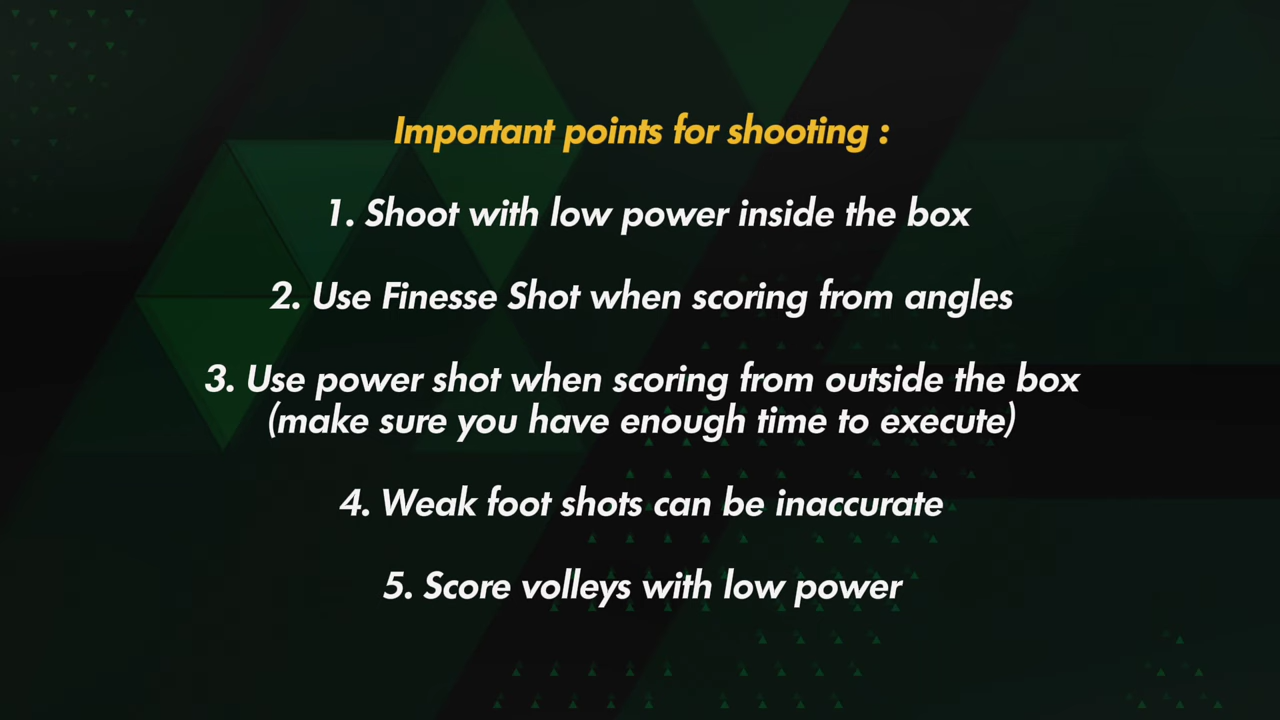 Important points for shooting :
1. Shoot with low power inside the box
2. Use Finesse Shot when scoring from angles
3. Use power shot when scoring from outside the box
(make sure you have enough time to execute)
4. Weak foot shots can be inaccurate
5. Score volleys with low power